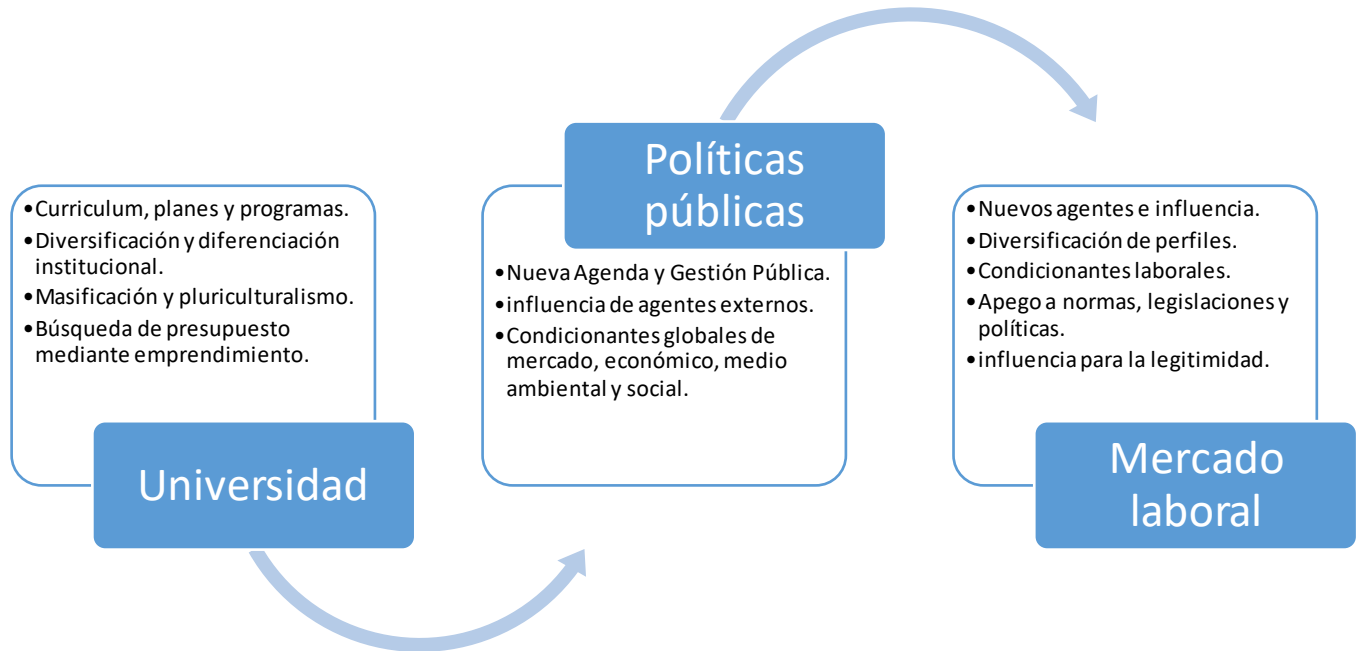 •Curriculum, planes y programas.
•Diversificación y diferenciación
institucional.
•Masificación y pluriculturalismo.
•Búsqueda de presupuesto
mediante emprendimiento.
Universidad
Políticas
públicas
•Nueva Agenda y Gestión Pública.
•influencia de agentes externos.
•Condicionantes globales de
mercado, económico, medio
ambiental y social.
•Nuevos agentes e influencia.
•Diversificación de perfiles.
•Condicionantes laborales.
•Apego a normas, legislaciones y
políticas.
•influencia para la legitimidad.
Mercado
laboral